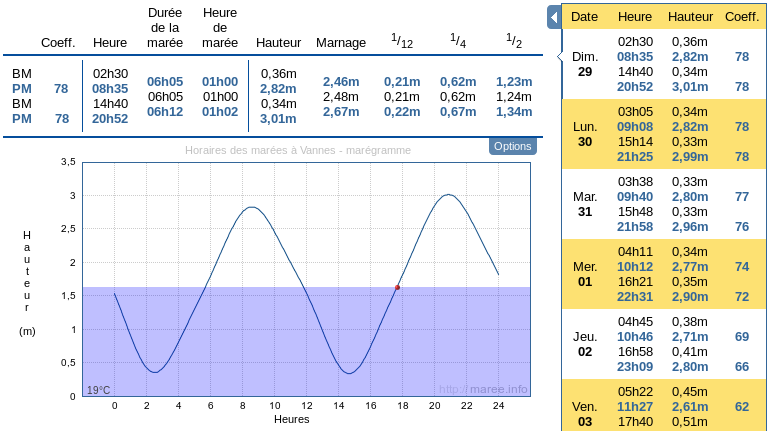 Coeff. Heure Durée de la marée Heure de marée Hauteur Marnage 1/12 1/4 1/2
BM 02h30 0,36m
06h05 01h00 2,46m 0,21m 0,62m 1,23m
PM 78 08h35 2,82m
06h05 01h00 2,48m 0,21m 0,62m 1,24m
BM 14h40 0,34m
06h12 01h02 2,67m 0,22m 0,67m 1,34m
PM 78 20h52 3,01m
Options
Horaires des marées à Vannes - marégramme
3,5
3
2,5
2
1,5
1
0,5
0
Hauteur
(m)
19°C
http://maree.info
0 2 4 6 8 10 12 14 16 18 20 22 24
Heures
Date Heure Hauteur Coeff.
Dim. 29
02h30 0,36m
08h35 2,82m 78
14h40 0,34m
20h52 3,01m 78
Lun. 30
03h05 0,34m
09h08 2,82m 78
15h14 0,33m
21h25 2,99m 78
Mar. 31
03h38 0,33m
09h40 2,80m 77
15h48 0,33m
21h58 2,96m 76
Mer. 01
04h11 0,34m
10h12 2,77m 74
16h21 0,35m
22h31 2,90m 72
Jeu. 02
04h45 0,38m
10h46 2,71m 69
16h58 0,41m
23h09 2,80m 66
Ven. 03
05h22 0,45m
11h27 2,61m 62
17h40 0,51m